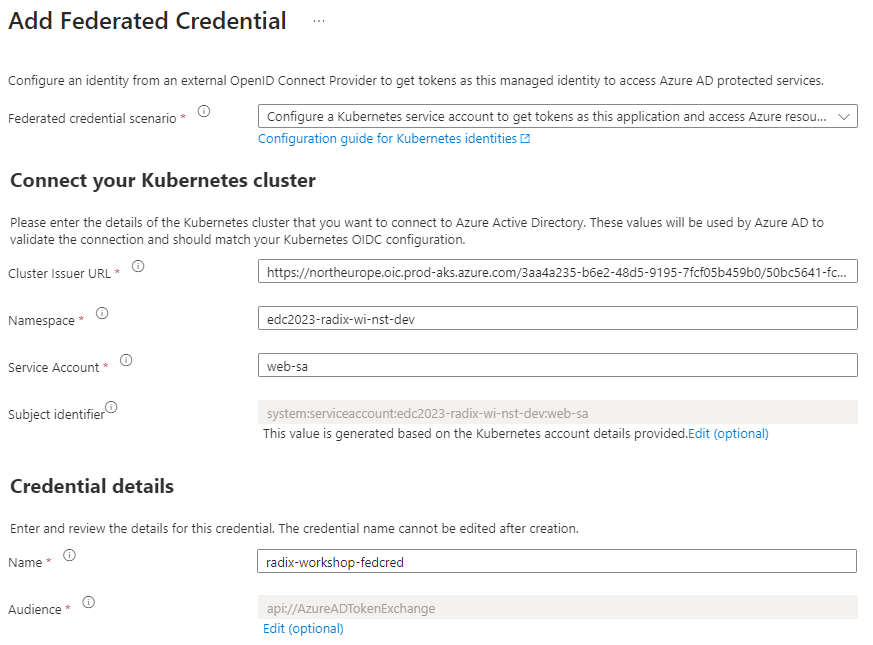 Add Federated Credential ...
Configure an identity from an external OpenID Connect Provider to get tokens as this managed identity to access Azure AD protected services.
Federated credential scenario *
Configure a Kubernetes service account to get tokens as this application and access Azure resou...
Configuration guide for Kubernetes identities
Connect your Kubernetes cluster
Please enter the details of the Kubernetes cluster that you want to connect to Azure Active Directory. These values will be used by Azure AD to
validate the connection and should match your Kubernetes OIDC configuration.
Cluster Issuer URL *
https://northeurope.oic.prod-aks.azure.com/3aa4a235-b6e2-48d5-9195-7fcf05b459b0/50bc5641-fc...
Namespace *
edc2023-radix-wi-nst-dev
Service Account *
web-sa
Subject identifier
system:serviceaccount:edc2023-radix-wi-nst-dev:web-sa
This value is generated based on the Kubernetes account details provided.Edit (optional)
Credential details
Enter and review the details for this credential. The credential name cannot be edited after creation.
Name *
radix-workshop-fedcred
Audience *
api://AzureADTokenExchange
Edit (optional)